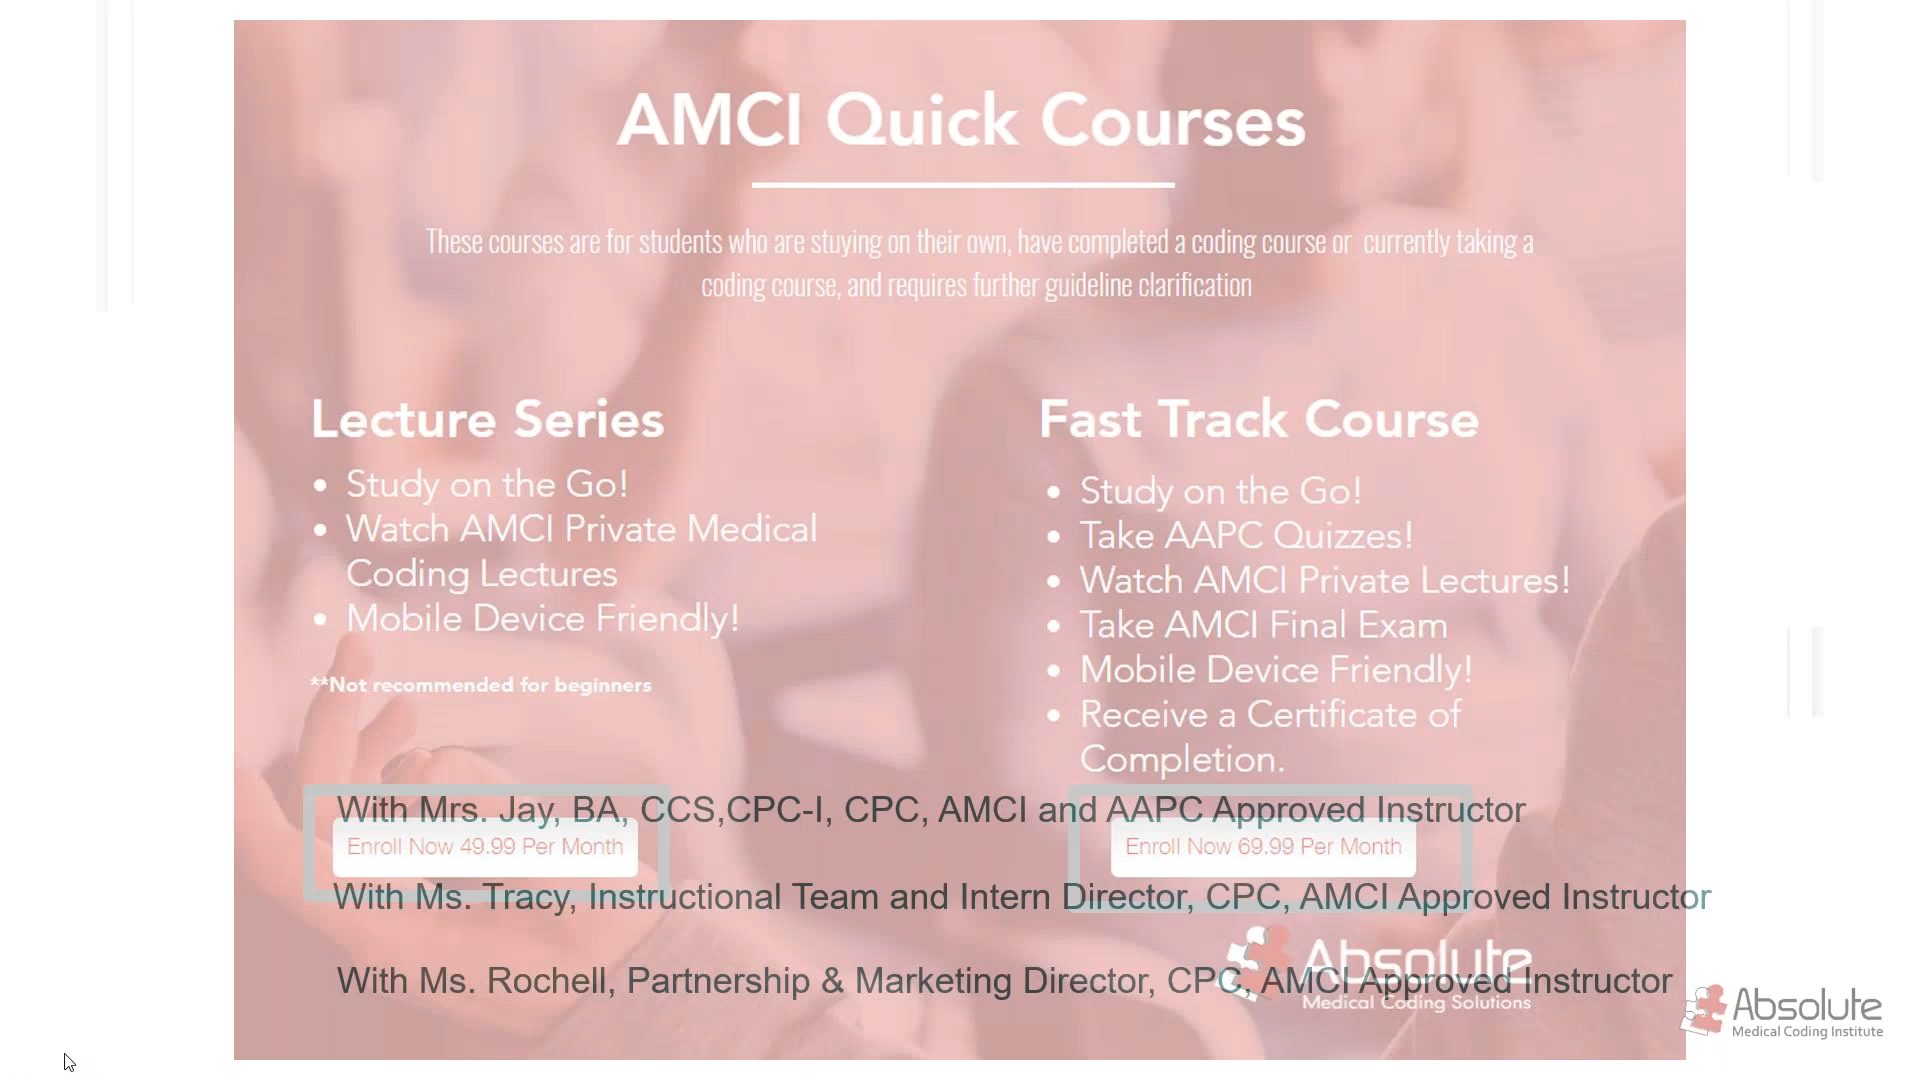 AMCI Quick Courses
These courses are for students who are stuying on their own, have completed a coding course or currently taking a
coding course, and requires further guideline clarification
Lecture Series
• Study on the Go!
• Watch AMCI Private Medical
Coding Lectures
• Mobile Device Friendly!
**Not recommended for beginners
Fast Track Course
• Study on the Go!
• Take AAPC Quizzes!
• Watch AMCI Private Lectures!
• Take AMCI Final Exam
• Mobile Device Friendly!
• Receive a Certificate of
Completion.
With Mrs. Jay, BA, CCS,CPC-I, CPC, AMCI and AAPC Approved Instructor
Enroll Now 49.99 Per Month
Enroll Now 69.99 Per Month
With Ms. Tracy, Instructional Team and Intern Director, CPC, AMCI Approved Instructor
Absolute
With Ms. Rochell, Partnership & Marketing Director, CPC, AMCI Approved Instructor
Medical Coding Solutions
Absolute
Medical Coding Institute